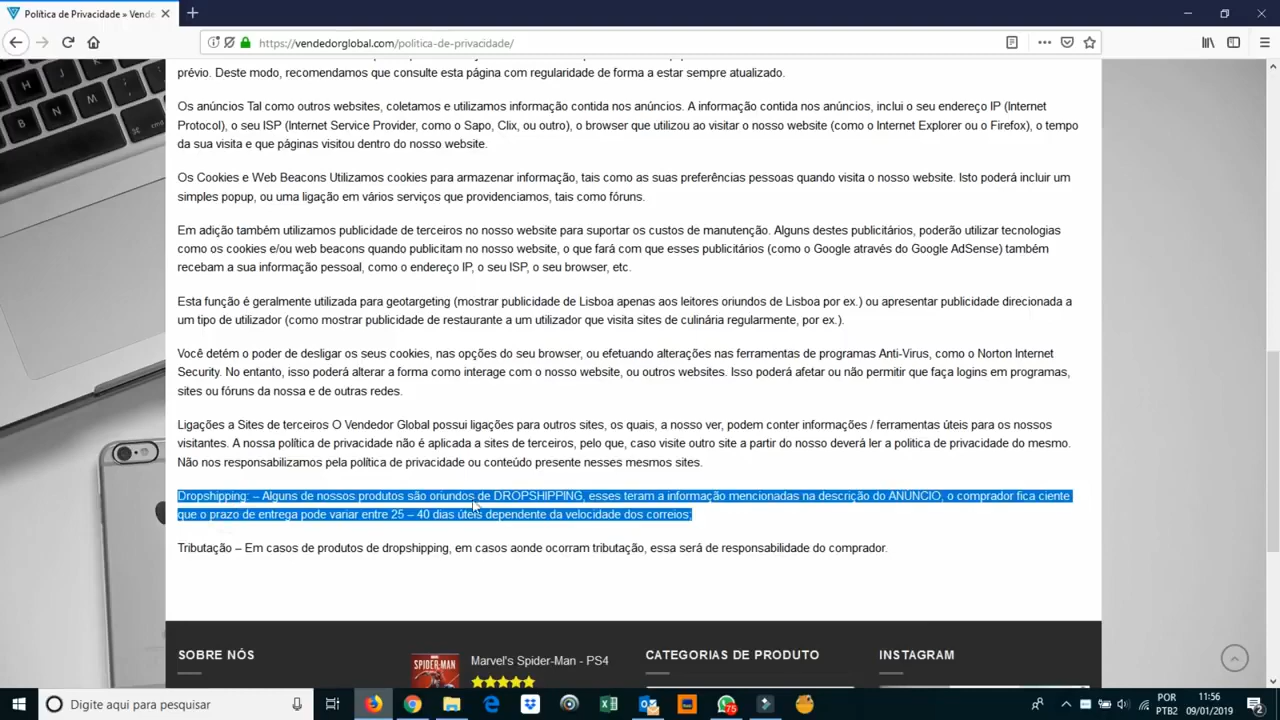 Política de Privacidade » Vende
https://vendedorglobal.com/politica-de-privacidade/
prévio. Deste modo, recomendamos que consulte esta página com regularidade de forma a estar sempre atualizado.
Os anúncios Tal como outros websites, coletamos e utilizamos informação contida nos anúncios. A informação contida nos anúncios, inclui o seu endereço IP (Internet
Protocol), o seu ISP (Internet Service Provider, como o Sapo, Clix, ou outro), o browser que utilizou ao visitar o nosso website (como o Internet Explorer ou o Firefox), o tempo
da sua visita e que páginas visitou dentro do nosso website.
Os Cookies e Web Beacons Utilizamos cookies para armazenar informação, tais como as suas preferências pessoas quando visita o nosso website. Isto poderá incluir um
simples popup, ou uma ligação em vários serviços que providenciamos, tais como fóruns.
Em adição também utilizamos publicidade de terceiros no nosso website para suportar os custos de manutenção. Alguns destes publicitários, poderão utilizar tecnologias
como os cookies e/ou web beacons quando publicitam no nosso website, o que fará com que esses publicitários (como o Google através do Google AdSense) também
recebam a sua informação pessoal, como o endereço IP, o seu ISP, o seu browser, etc.
Esta função é geralmente utilizada para geotargeting (mostrar publicidade de Lisboa apenas aos leitores oriundos de Lisboa por ex.) ou apresentar publicidade direcionada a
um tipo de utilizador (como mostrar publicidade de restaurante a um utilizador que visita sites de culinária regularmente, por ex.).
Você detém o poder de desligar os seus cookies, nas opções do seu browser, ou efetuando alterações nas ferramentas de programas Anti-Virus, como o Norton Internet
Security. No entanto, isso poderá alterar a forma como interage com o nosso website, ou outros websites. Isso poderá afetar ou não permitir que faça logins em programas,
sites ou fóruns da nossa e de outras redes.
Ligações a Sites de terceiros O Vendedor Global possui ligações para outros sites, os quais, a nosso ver, podem conter informações / ferramentas úteis para os nossos
visitantes. A nossa política de privacidade não é aplicada a sites de terceiros, pelo que, caso visite outro site a partir do nosso deverá ler a politica de privacidade do mesmo.
Não nos responsabilizamos pela política de privacidade ou conteúdo presente nesses mesmos sites.
Dropshipping: – Alguns de nossos produtos são oriundos de DROPSHIPPING, esses teram a informação mencionadas na descrição do ANUNCIO, o comprador fica ciente
que o prazo de entrega pode variar entre 25 – 40 dias úteis dependente da velocidade dos correios;
Tributação – Em casos de produtos de dropshipping, em casos aonde ocorram tributação, essa será de responsabilidade do comprador.
SOBRE NÓS
SPIDER-MAN
Marvel's Spider-Man - PS4
CATEGORIAS DE PRODUTO
INSTAGRAM
Digite aqui para pesquisar
75
POR
PTB2
11:56
09/01/2019
2
B
N
M
H
J
K
L
command